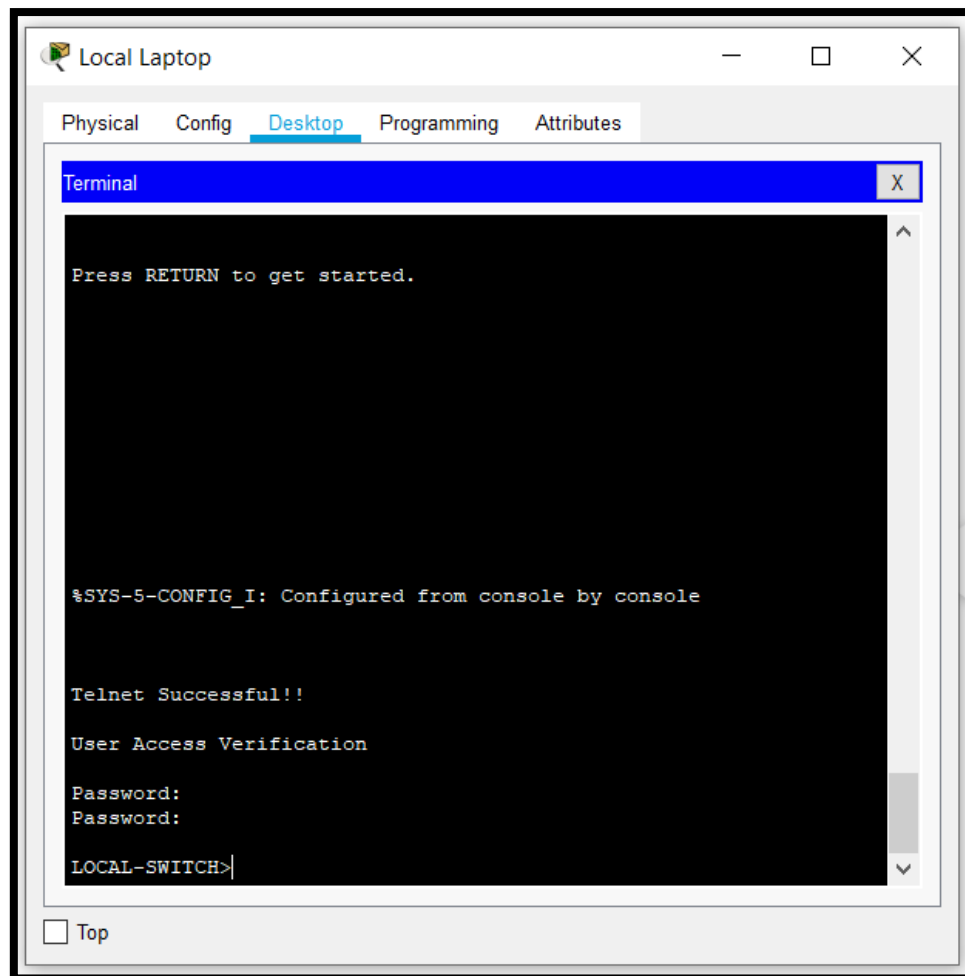 Local Laptop
Physical Config Desktop Programming Attributes
Terminal X
Press RETURN to get started.
%SYS-5-CONFIG_I: Configured from console by console
Telnet Successful!!
User Access Verification
Password:
Password:
LOCAL-SWITCH>
Top